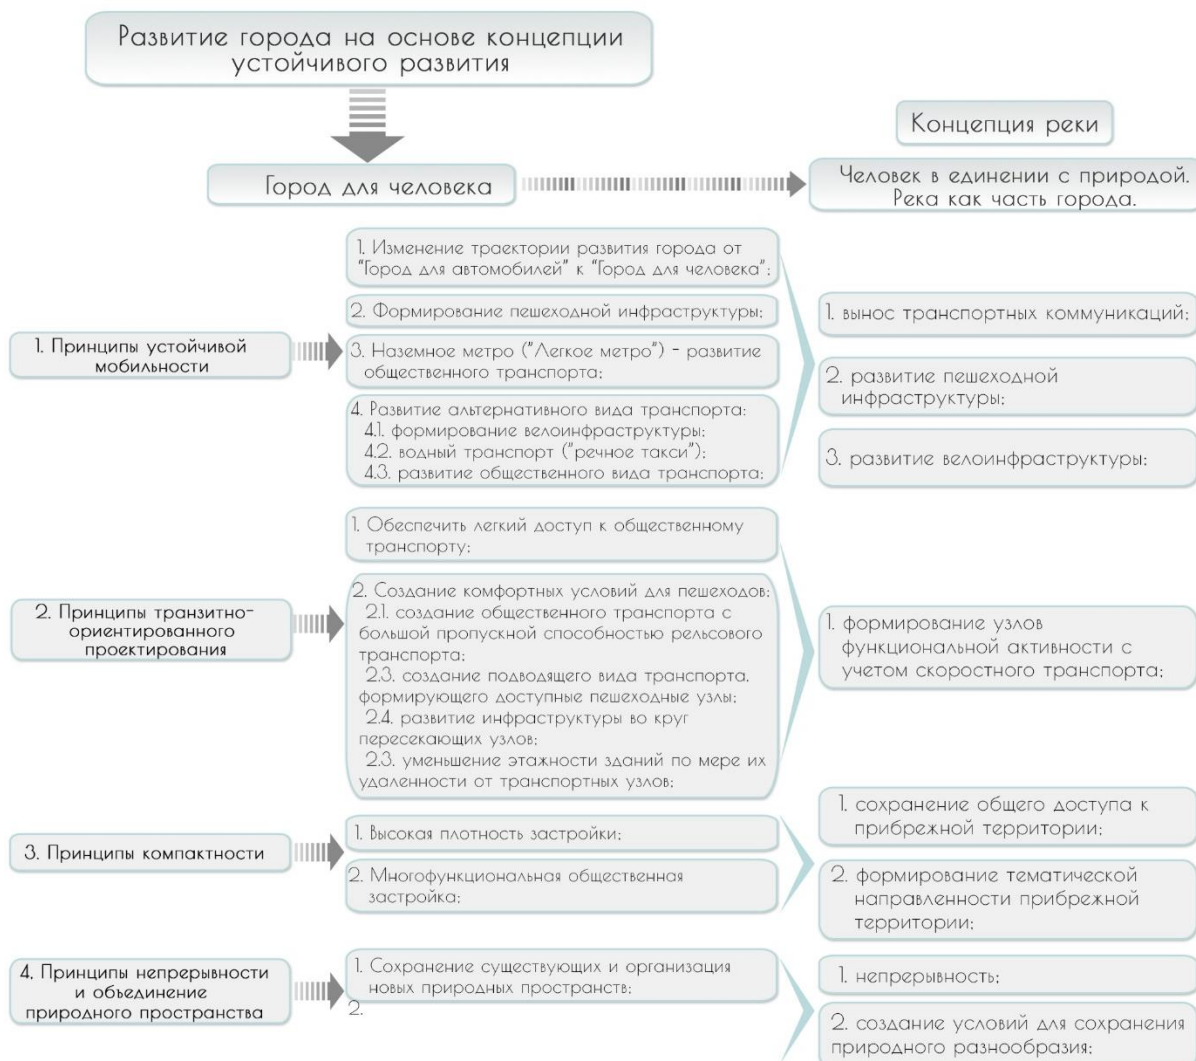 Развитие города на основе концепции
устойчивого развития
Концепция реки
Город для человека
Человек в единении с природой.
Река как часть города.
1. Принципы устойчивой
мобильности
1. Изменение траектории развития города от
"Город для автомобилей" к "Город для человека";
2. Формирование пешеходной инфраструктуры;
3. Наземное метро ("Легкое метро") - развитие
общественного транспорта;
4. Развитие альтернативного вида транспорта:
4.1. формирование велоинфраструктуры;
4.2. водный транспорт ("речное такси");
4.3. развитие общественного вида транспорта;
1. вынос транспортных коммуникаций;
2. развитие пешеходной
инфраструктуры;
3. развитие велоинфраструктуры;
2. Принципы транзитно-
ориентированного
проектирования
1. Обеспечить легкий доступ к общественному
транспорту;
2. Создание комфортных условий для пешеходов:
2.1. создание общественного транспорта с
большой пропускной способностью рельсового
транспорта;
2.3. создание подводящего вида транспорта,
формирующего доступные пешеходные узлы;
2.4. развитие инфраструктуры во круг
пересекающих узлов;
2.3. уменьшение этажности зданий по мере их
удаленности от транспортных узлов;
1. формирование узлов
функциональной активности с
учетом скоростного транспорта;
3. Принципы компактности
1. Высокая плотность застройки;
2. Многофункциональная общественная
застройка;
1. сохранение общего доступа к
прибрежной территории;
2. формирование тематической
направленности прибрежной
территории;
4. Принципы непрерывности
и объединение
природного пространства
1. Сохранение существующих и организация
новых природных пространств;
2.
1. непрерывность;
2. создание условий для сохранения
природного разнообразия;